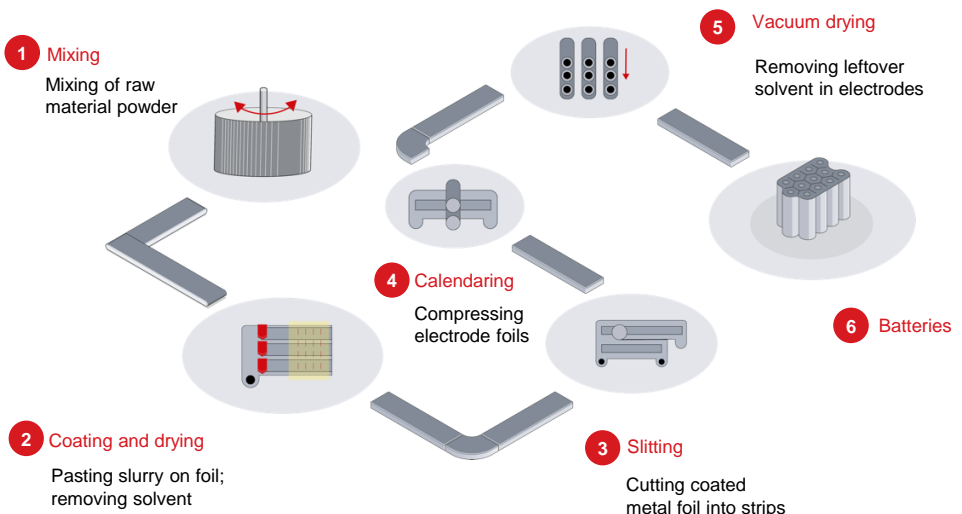 1 Mixing
Mixing of raw
material powder
2 Coating and drying
Pasting slurry on foil;
removing solvent
3 Slitting
Cutting coated
metal foil into strips
4 Calendaring
Compressing
electrode foils
5 Vacuum drying
Removing leftover
solvent in electrodes
6 Batteries